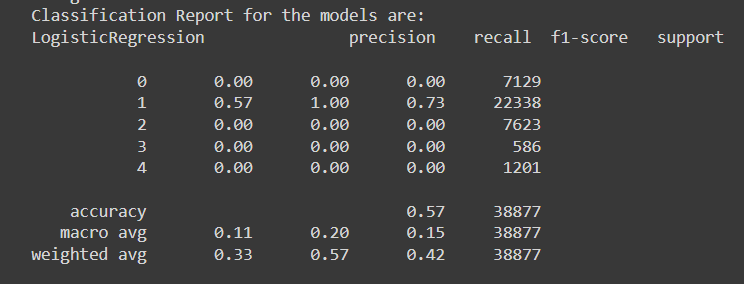 Classification Report for the models are:
LogisticRegression              precision    recall  f1-score   support

           0       0.00      0.00      0.00      7129
           1       0.57      1.00      0.73     22338
           2       0.00      0.00      0.00      7623
           3       0.00      0.00      0.00       586
           4       0.00      0.00      0.00      1201

    accuracy                           0.57     38877
   macro avg       0.11      0.20      0.15     38877
weighted avg       0.33      0.57      0.42     38877